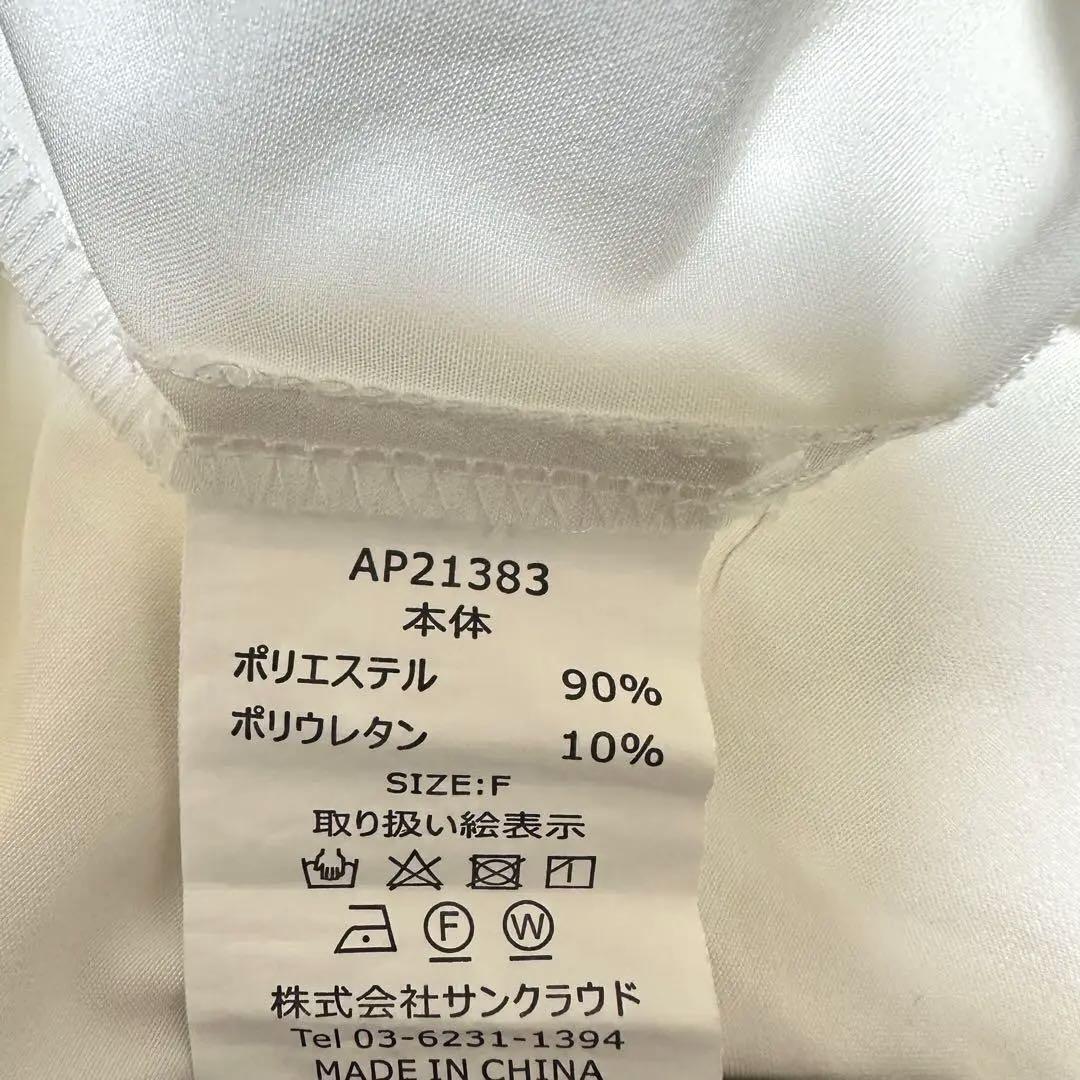 AP21383
本体
ポリエステル 90%
ポリウレタン 10%
SIZE:F
取り扱い絵表示
F W
株式会社サンクラウド
Tel 03-6231-1394
MADE IN CHINA